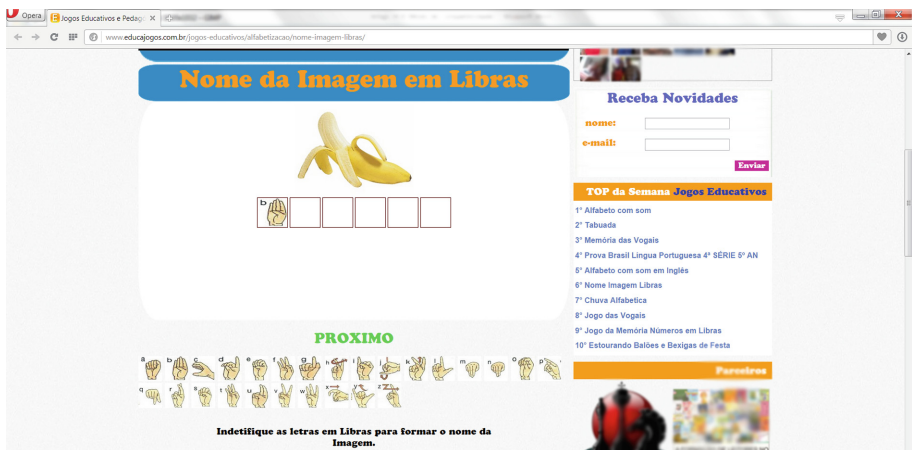 Opera
Jogos Educativos e Pedag
www.educajogos.com.br/jogos-educativos/alfabetizacao/nome-imagem-libras/
Nome da Imagem em Libras
b
PROXIMO
a b c d e f g h i j k l m n o p
q r s t u v w x y z
Indetifique as letras em Libras para formar o nome da
Imagem.
Receba Novidades
nome:
e-mail:
Enviar
TOP da Semana Jogos Educativos
1° Alfabeto com som
2° Tabuada
3° Memória das Vogais
4° Prova Brasil Lingua Portuguesa 4ª SÉRIE 5º AN
5° Alfabeto com som em Inglês
6° Nome Imagem Libras
7° Chuva Alfabetica
8° Jogo das Vogais
9° Jogo da Memória Números em Libras
10° Estourando Balões e Bexigas de Festa
Parceiros